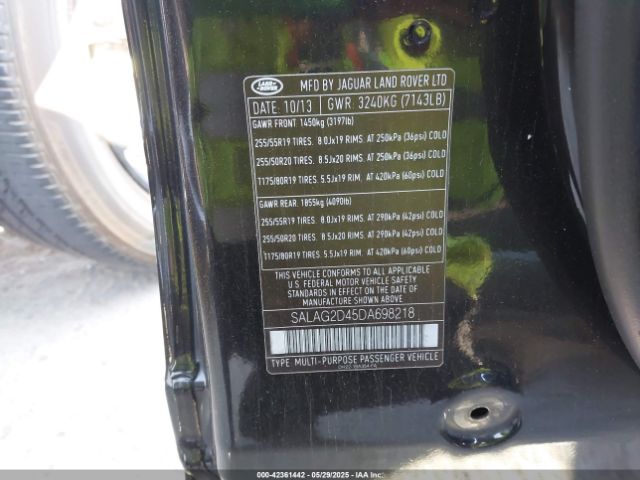 LAND ROVER
MFD BY JAGUAR LAND ROVER LTD
DATE: 10/13 GWR: 3240KG (7143LB)
GAWR FRONT 1450kg (3197lb)
255/55R19 TIRES. 8.0Jx19 RIMS. AT 250kPa (36psi) COLD
255/50R20 TIRES. 8.5Jx20 RIMS. AT 250kPa (36psi) COLD
T175/80R19 TIRES. 5.5Jx19 RIM. AT 420kPa (60psi) COLD
GAWR REAR. 1855kg (4090lb)
255/55R19 TIRES. 8.0Jx19 RIMS. AT 290kPa (42psi) COLD
255/50R20 TIRES. 8.5Jx20 RIMS. AT 290kPa (42psi) COLD
T175/80R19 TIRES. 5.5Jx19 RIM. AT 420kPa (60psi) COLD
THIS VEHICLE CONFORMS TO ALL APPLICABLE
U.S. FEDERAL MOTOR VEHICLE SAFETY
STANDARDS IN EFFECT ON THE DATE OF
MANUFACTURE SHOWN ABOVE
SALAG2D45DA698218
TYPE: MULTI-PURPOSE PASSENGER VEHICLE
000-42361442 - 05/29/2025 - IAAI.COM